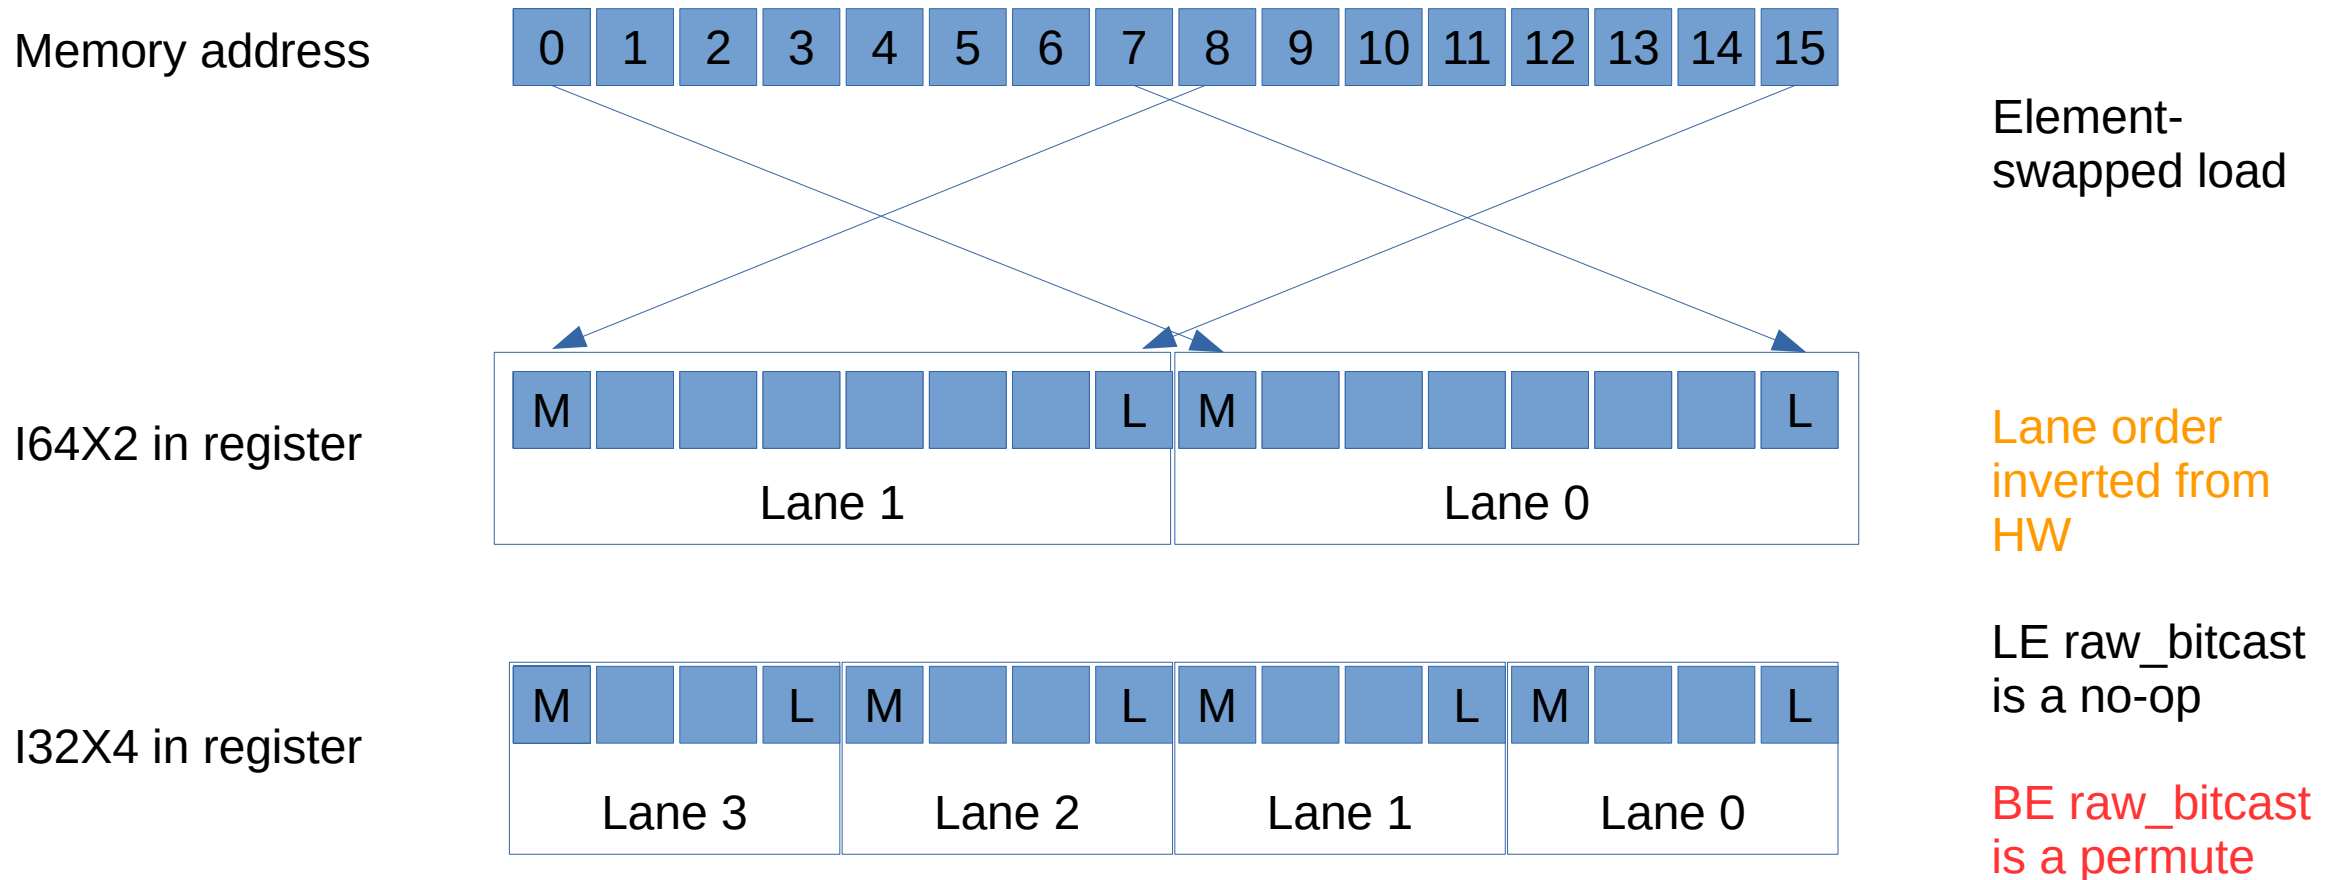 Memory address
0 1 2 3 4 5 6 7 8 9 10 11 12 13 14 15
Element-
swapped load
I64X2 in register
M L M L
Lane 1 Lane 0
Lane order
inverted from
HW
I32X4 in register
M L M L M L M L
Lane 3 Lane 2 Lane 1 Lane 0
LE raw_bitcast
is a no-op
BE raw_bitcast
is a permute